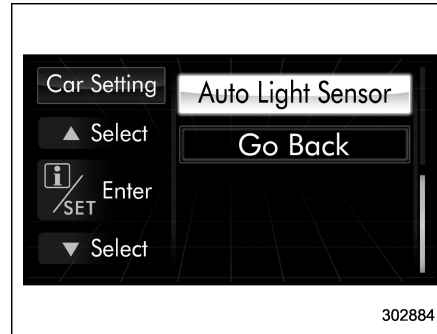 Car Setting
Auto Light Sensor
▲ Select
Go Back
i/SET Enter
▼ Select
302884